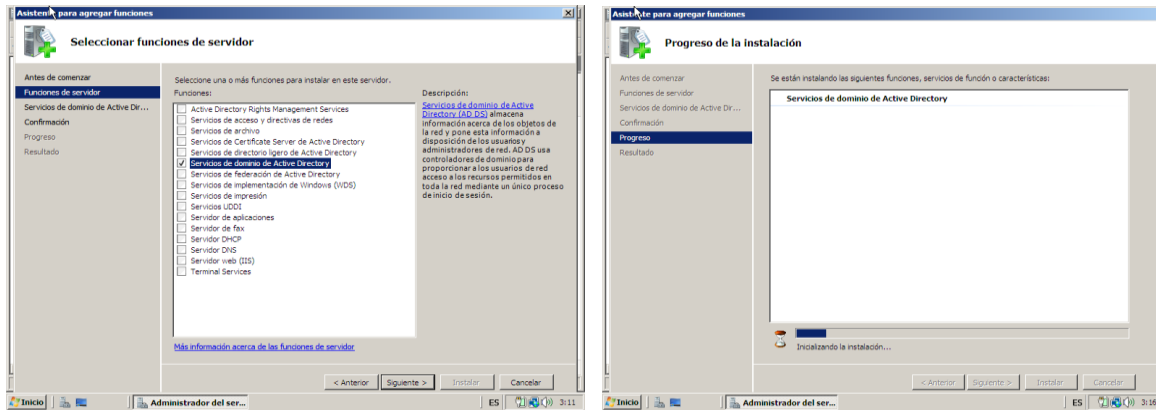 Asistente para agregar funciones
Seleccionar funciones de servidor
Antes de comenzar
Funciones de servidor
Servicios de dominio de Active Dir...
Confirmación
Progreso
Resultado
Seleccione una o más funciones para instalar en este servidor.
Funciones:
Active Directory Rights Management Services
Servicios de acceso y directivas de redes
Servicios de archivo
Servicios de Certificate Server de Active Directory
Servicios de directorio ligero de Active Directory
Servicios de dominio de Active Directory
Servicios de federación de Active Directory
Servicios de implementación de Windows (WDS)
Servicios de impresión
Servicios UDDI
Servidor de aplicaciones
Servidor de fax
Servidor DHCP
Servidor DNS
Servidor web (IIS)
Terminal Services
Más información acerca de las funciones de servidor
Descripción:
Servicios de dominio de Active
Directory (AD DS) almacena
información acerca de los objetos de
la red y pone esta información a
disposición de los usuarios y
administradores de red. AD DS usa
controladores de dominio para
proporcionar a los usuarios de red
acceso a los recursos permitidos en
toda la red mediante un único proceso
de inicio de sesión.
< Anterior
Siguiente >
Instalar
Cancelar
Inicio
Administrador del ser...
ES
3:11
Asistente para agregar funciones
Progreso de la instalación
Antes de comenzar
Funciones de servidor
Servicios de dominio de Active Dir...
Confirmación
Progreso
Resultado
Se están instalando las siguientes funciones, servicios de función o características:
Servicios de dominio de Active Directory
Inicializando la instalación...
< Anterior
Siguiente >
Instalar
Cancelar
Inicio
Administrador del ser...
ES
3:16